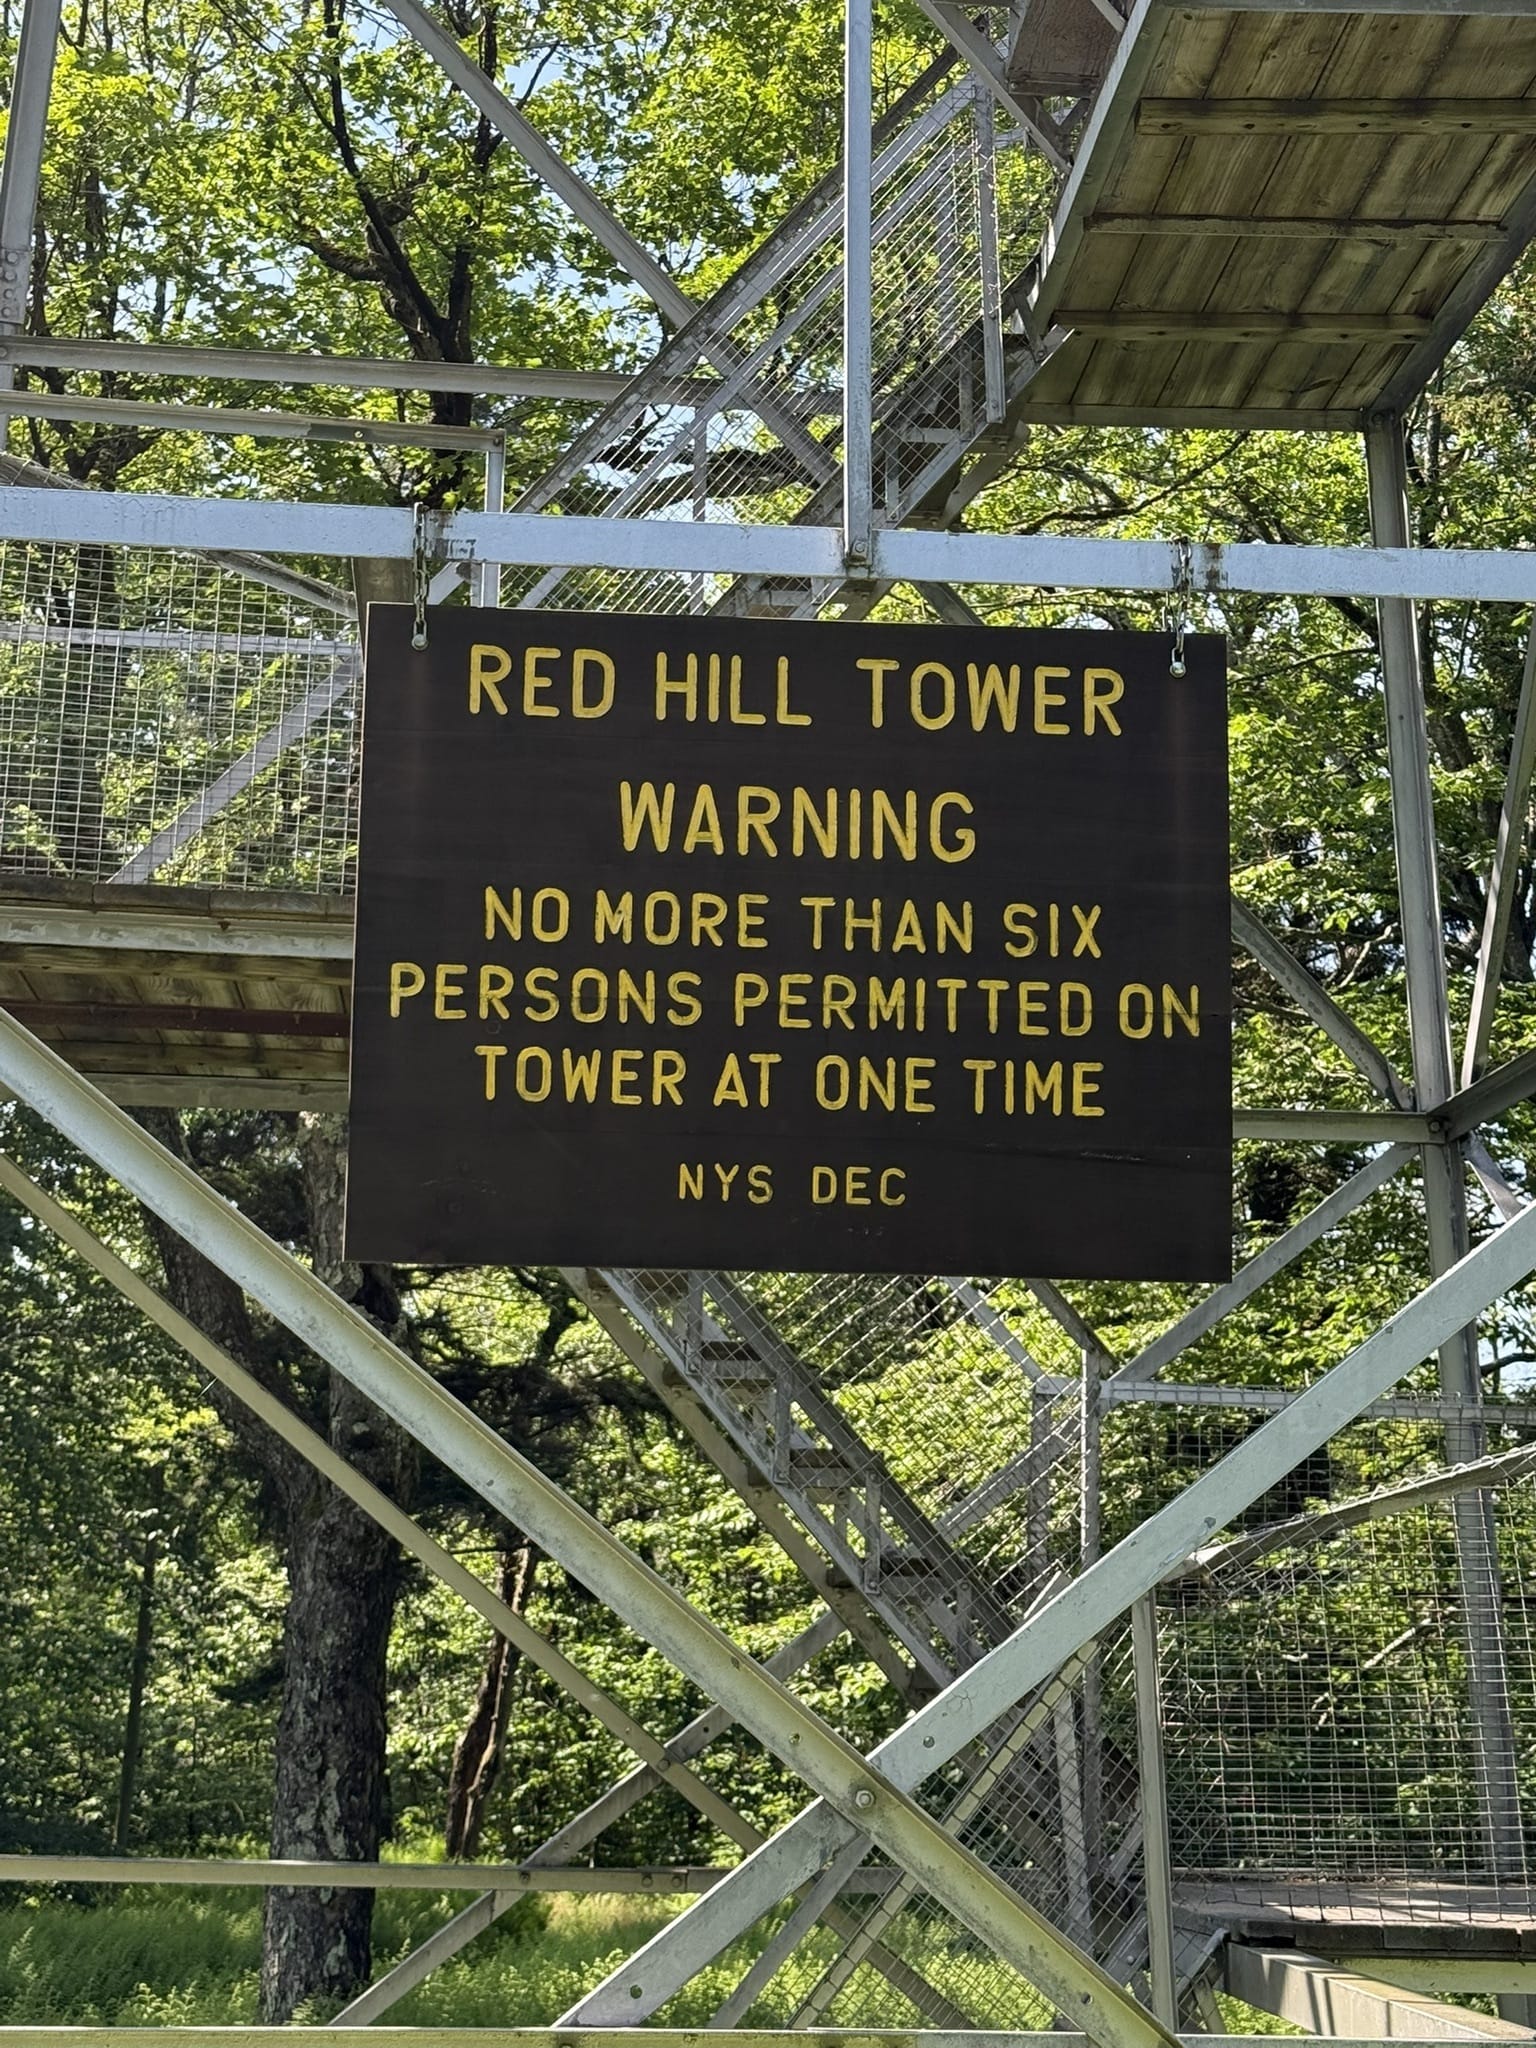 RED HILL TOWER
WARNING
NO MORE THAN SIX
PERSONS PERMITTED ON
TOWER AT ONE TIME
NYS DEC